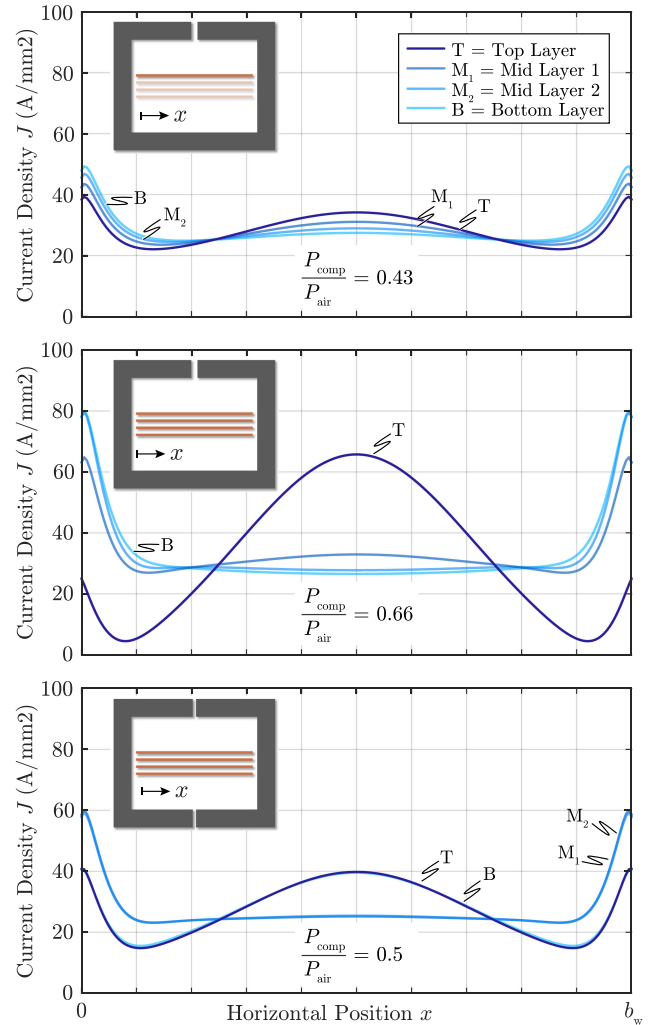 100
80
60
40
20
0
Current Density J (A/mm2)
T = Top Layer
M1 = Mid Layer 1
M2 = Mid Layer 2
B = Bottom Layer
x
B
M2
M1
T
Pcomp/Pair = 0.43
100
80
60
40
20
0
Current Density J (A/mm2)
x
T
B
Pcomp/Pair = 0.66
100
80
60
40
20
0
Current Density J (A/mm2)
x
M2
M1
T
B
Pcomp/Pair = 0.5
0
Horizontal Position x
bw